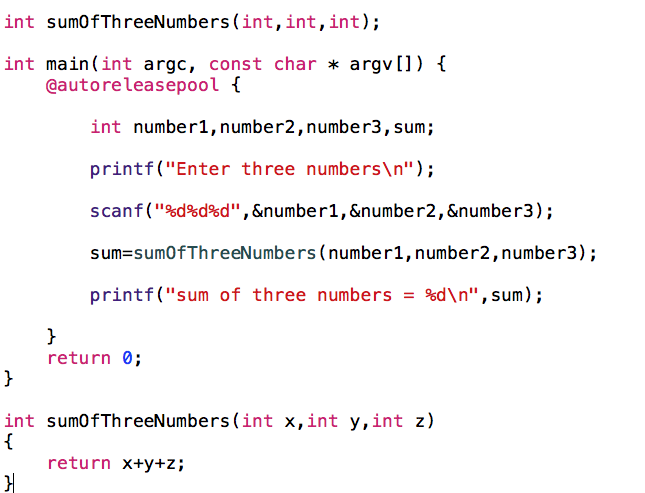 int sumOfThreeNumbers(int,int,int);
int main(int argc, const char * argv[]) {
@autoreleasepool {
int number1,number2,number3,sum;
printf("Enter three numbers\n");
scanf("%d%d%d",&number1,&number2,&number3);
sum=sumOfThreeNumbers(number1,number2,number3);
printf("sum of three numbers = %d\n",sum);
}
return 0;
}
int sumOfThreeNumbers(int x,int y,int z)
{
return x+y+z;
}